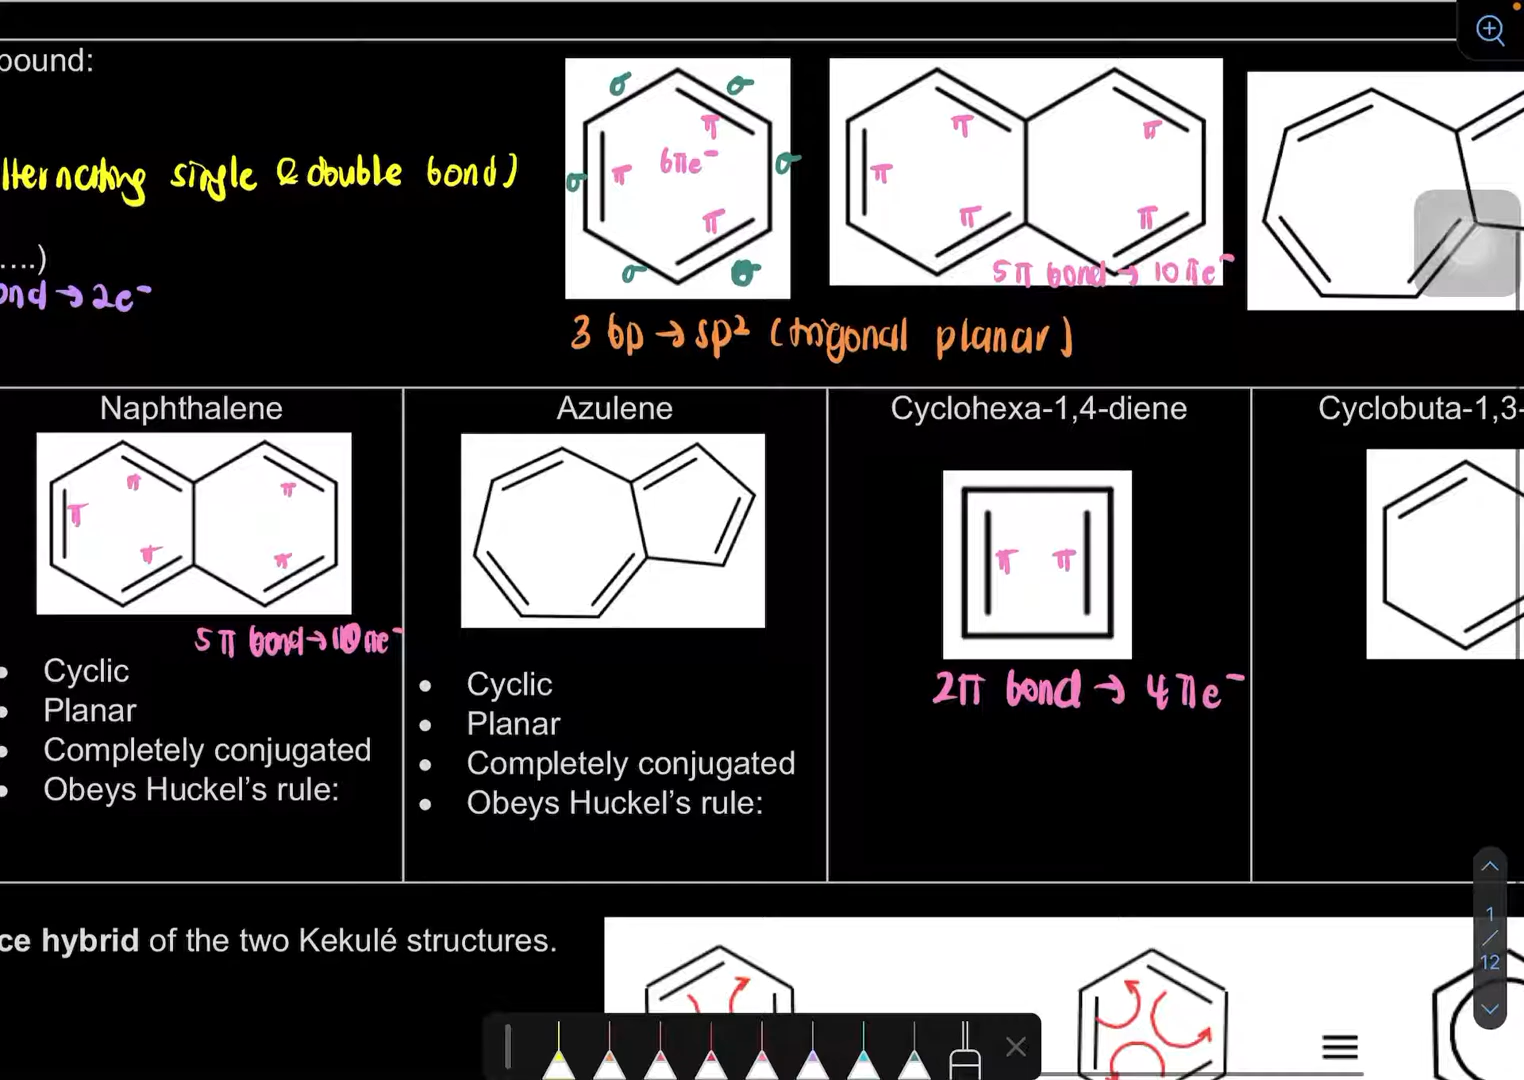 bound:
σ σ
π
6πe⁻
π
σ σ
π
σ σ
π π
π
π π
5π bond → 10πe⁻
lternating single & double bond)
....)
ond → 2e⁻
3 bp → sp² (trigonal planar)
Naphthalene
π π
π
π π
5π bond → 10πe⁻
Cyclic
Planar
Completely conjugated
Obeys Huckel’s rule:
Azulene
Cyclic
Planar
Completely conjugated
Obeys Huckel’s rule:
Cyclohexa-1,4-diene
π π
2π bond → 4πe⁻
Cyclobuta-1,3-
ce hybrid of the two Kekulé structures.
≡
1
/
12